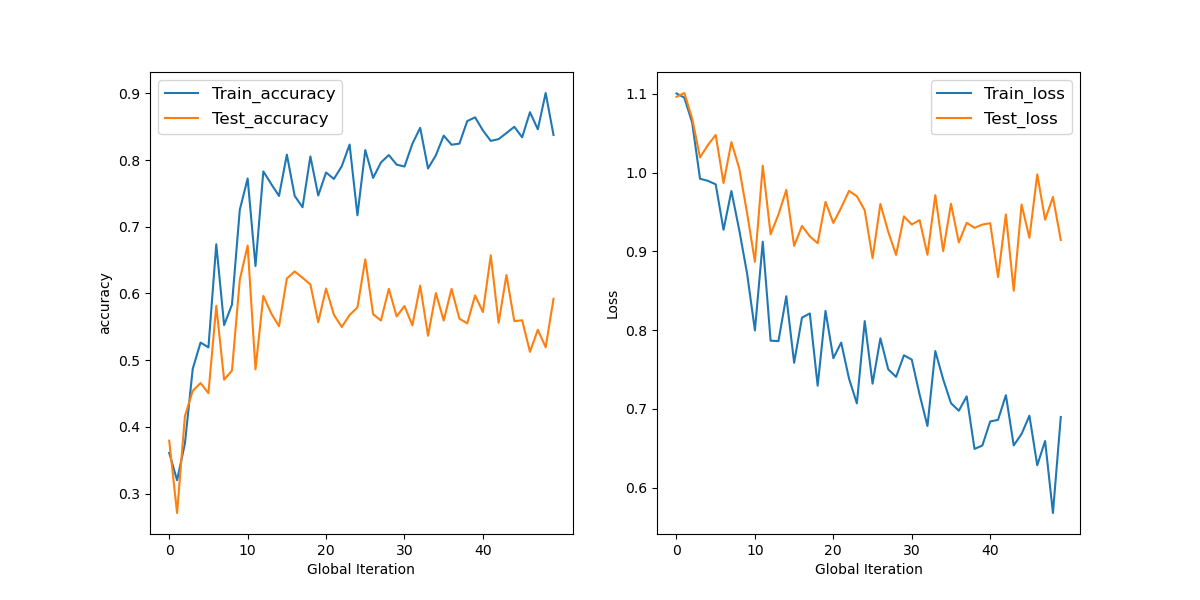 Train_accuracy
Test_accuracy
0.9
0.8
0.7
0.6
0.5
0.4
0.3
accuracy
0 10 20 30 40
Global Iteration
Train_loss
Test_loss
1.1
1.0
0.9
0.8
0.7
0.6
Loss
0 10 20 30 40
Global Iteration